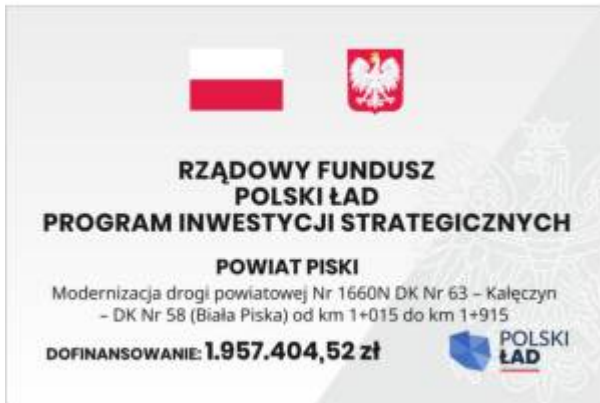 RZĄDOWY FUNDUSZ
POLSKI ŁAD
PROGRAM INWESTYCJI STRATEGICZNYCH
POWIAT PISKI
Modernizacja drogi powiatowej Nr 1660N DK Nr 63 – Kałęczyn
– DK Nr 58 (Biała Piska) od km 1+015 do km 1+915
DOFINANSOWANIE: 1.957.404,52 zł
POLSKI
ŁAD